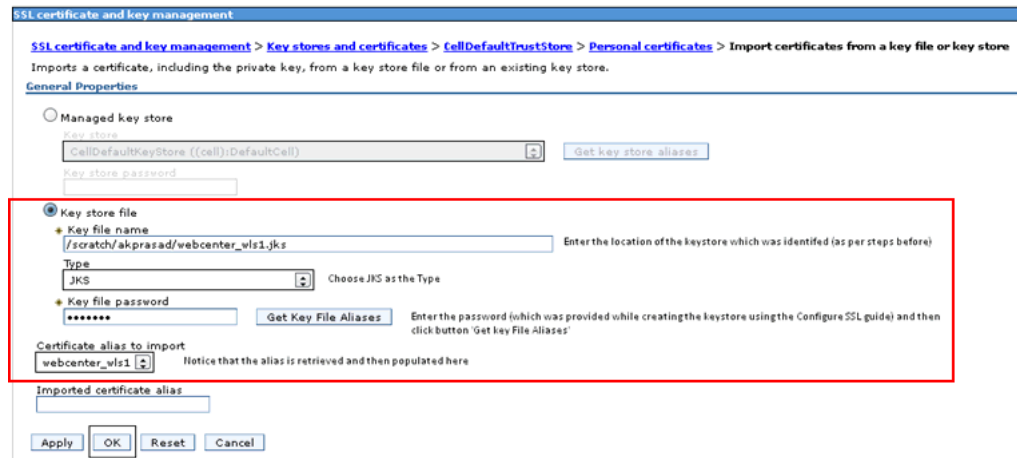 SSL certificate and key management
SSL certificate and key management > Key stores and certificates > CellDefaultTrustStore > Personal certificates > Import certificates from a key file or key store
Imports a certificate, including the private key, from a key store file or from an existing key store.
General Properties
Managed key store
Key store
CellDefaultKeyStore ((cell):DefaultCell)
Get key store aliases
Key store password
Key store file
Key file name
/scratch/akprasad/webcenter_wls1.jks
Enter the location of the keystore which was identifed (as per steps before)
Type
JKS
Choose JKS as the Type
Key file password
•••••••
Get Key File Aliases
Enter the password (which was provided while creating the keystore using the Configure SSL guide) and then
click button 'Get key File Aliases'
Certificate alias to import
webcenter_wls1
Notice that the alias is retrieved and then populated here
Imported certificate alias
Apply OK Reset Cancel